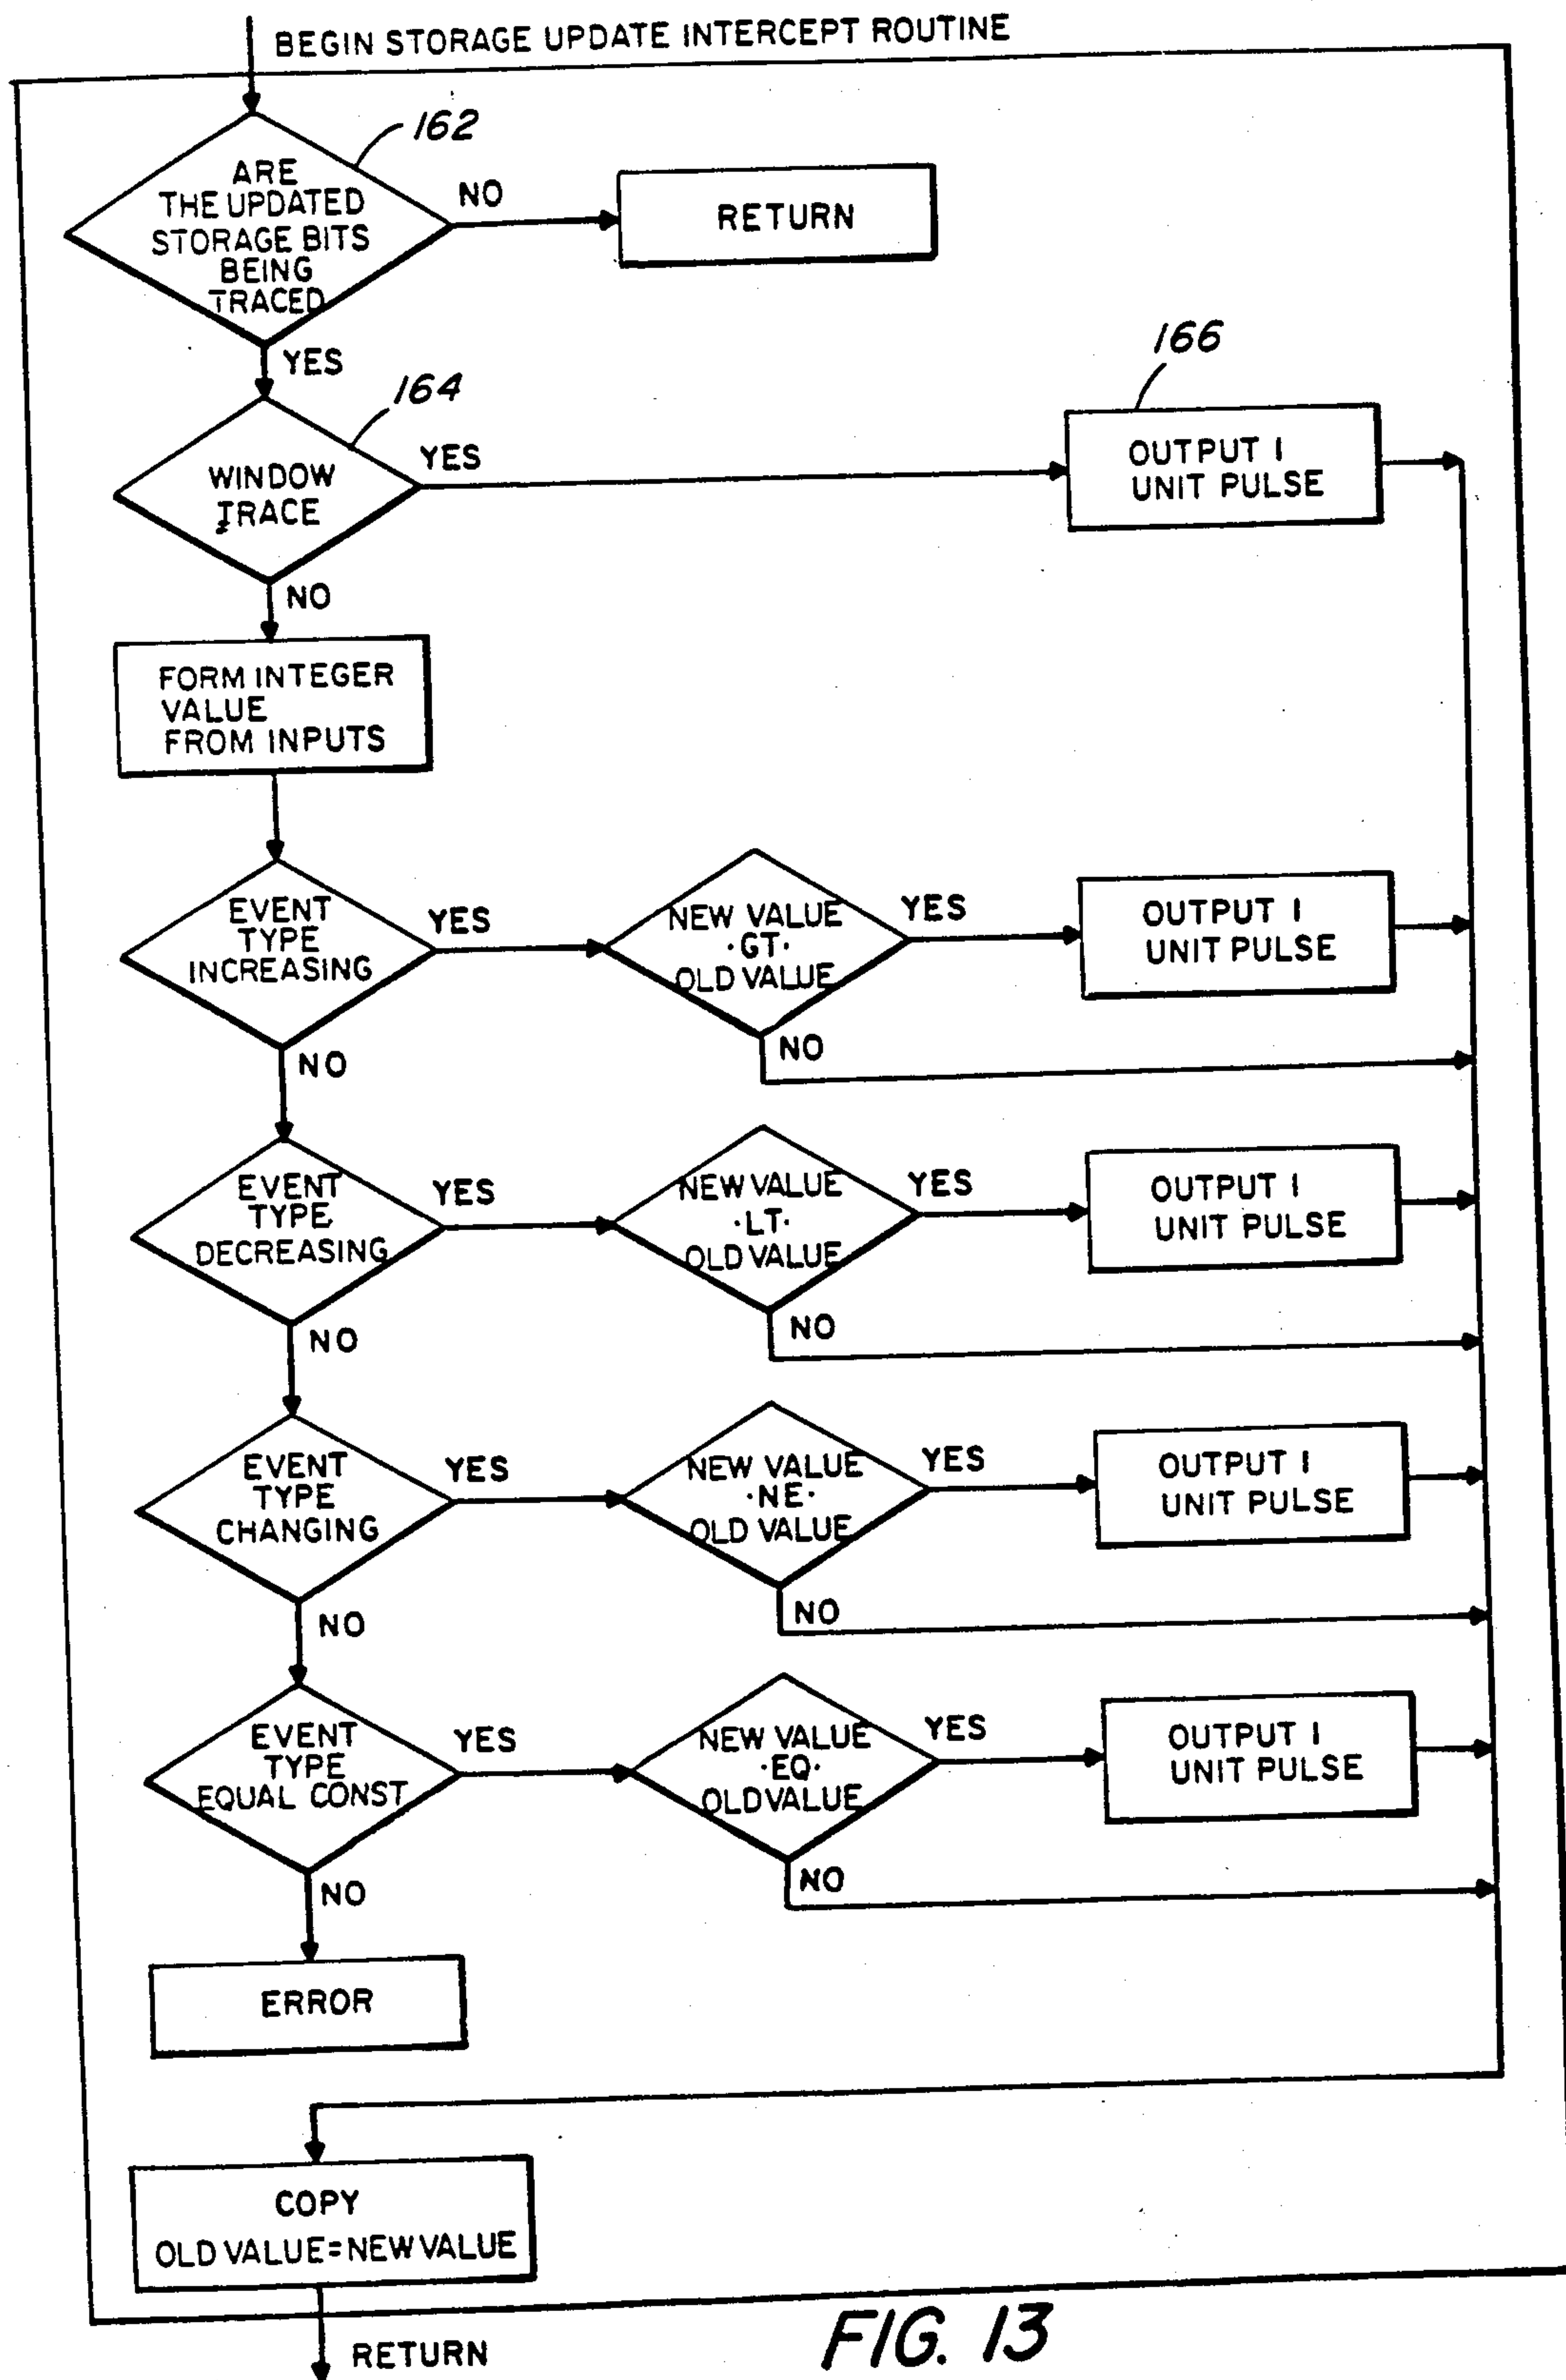 BEGIN STORAGE UPDATE INTERCEPT ROUTINE
162
ARE
THE UPDATED
STORAGE BITS
BEING
TRACED
NO
RETURN
YES
164
WINDOW
TRACE
YES
166
OUTPUT 1
UNIT PULSE
NO
FORM INTEGER
VALUE
FROM INPUTS
EVENT
TYPE
INCREASING
YES
NEW VALUE
·GT·
OLD VALUE
YES
OUTPUT 1
UNIT PULSE
NO
NO
EVENT
TYPE
DECREASING
YES
NEW VALUE
·LT·
OLD VALUE
YES
OUTPUT 1
UNIT PULSE
NO
NO
EVENT
TYPE
CHANGING
YES
NEW VALUE
·NE·
OLD VALUE
YES
OUTPUT 1
UNIT PULSE
NO
NO
EVENT
TYPE
EQUAL CONST
YES
NEW VALUE
·EQ·
OLD VALUE
YES
OUTPUT 1
UNIT PULSE
NO
NO
ERROR
COPY
OLD VALUE=NEW VALUE
RETURN
FIG. 13